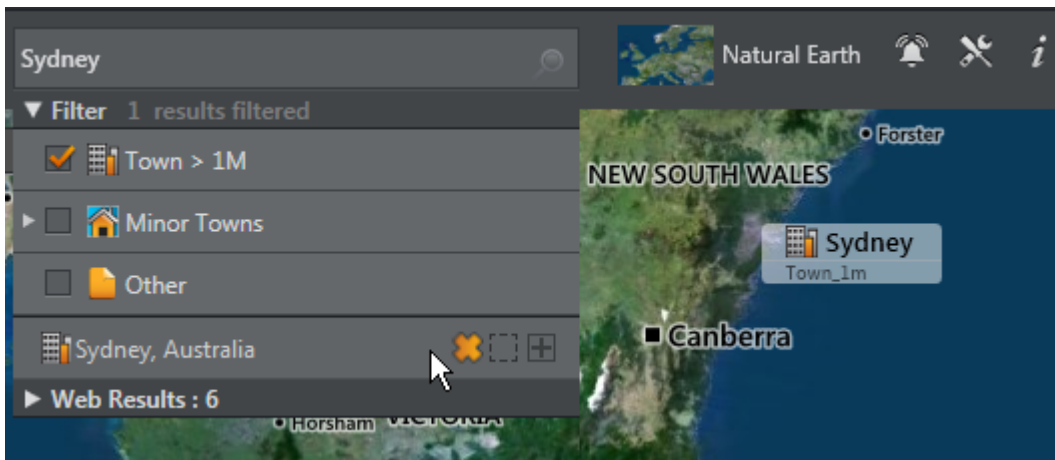 Sydney
Natural Earth
i
Filter 1 results filtered
Town > 1M
Minor Towns
Other
Sydney, Australia
Web Results : 6
Forster
NEW SOUTH WALES
Sydney
Town_1m
Canberra
Horsham
VICTORIA